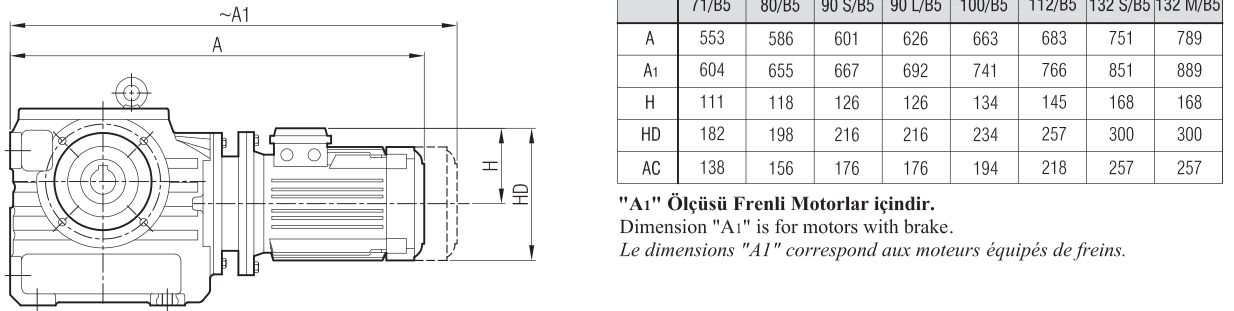 ~A1
A
H
HD
71/B5 80/B5 90 S/B5 90 L/B5 100/B5 112/B5 132 S/B5 132 M/B5
A 553 586 601 626 663 683 751 789
A1 604 655 667 692 741 766 851 889
H 111 118 126 126 134 145 168 168
HD 182 198 216 216 234 257 300 300
AC 138 156 176 176 194 218 257 257
"A1" Ölçüsü Frenli Motorlar içindir.
Dimension "A1" is for motors with brake.
Le dimensions "A1" correspond aux moteurs équipés de freins.